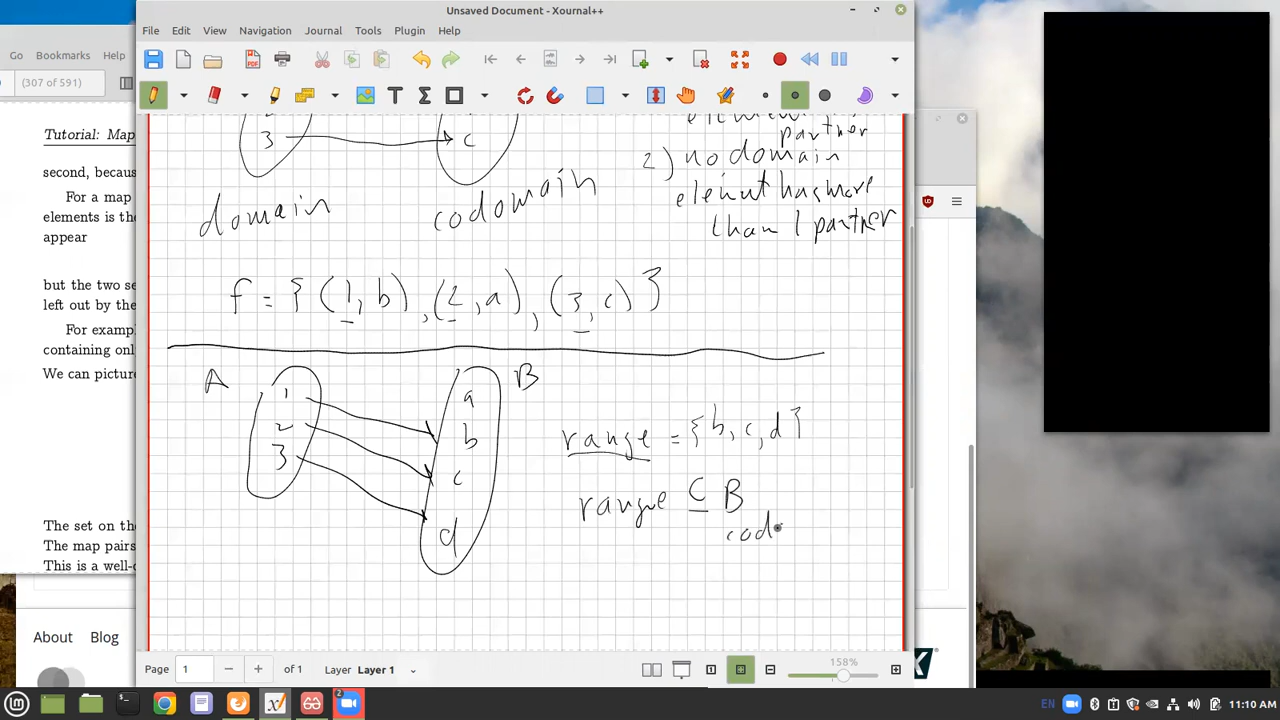 Unsaved Document - Xournal++
File Edit View Navigation Journal Tools Plugin Help
Go Bookmarks Help
(307 of 591)
Tutorial: Map
second, becaus
For a map
elements is the
appear
but the two se
left out by the
For examp
containing onl
We can picture
The set on th
The map pairs
This is a well-c
About Blog
3 c
partner
2) no domain
elemnt has more
than 1 partner
domain codomain
f = { (1, b), (2, a), (3, c) }
A B
1 a
2 b
3 c
d
range = {b, c, d}
range ⊆ B
cod
Page 1 of 1 Layer Layer 1
158%
EN 11:10 AM
2